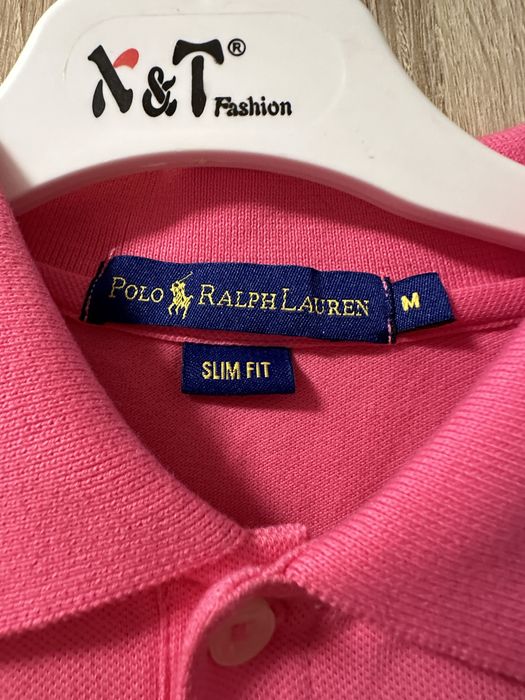 N&T® Fashion
POLO RALPH LAUREN M
SLIM FIT